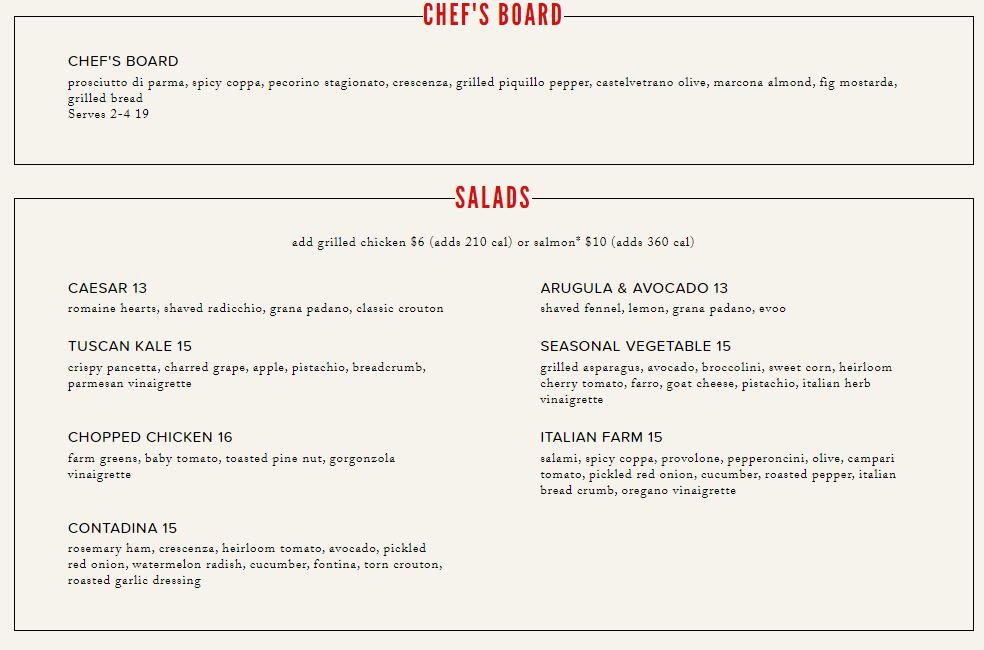 CHEF'S BOARD
CHEF'S BOARD
prosciutto di parma, spicy coppa, pecorino stagionato, crescenza, grilled piquillo pepper, castelvetrano olive, marcona almond, fig mostarda,
grilled bread
Serves 2-4 19
SALADS
add grilled chicken $6 (adds 210 cal) or salmon* $10 (adds 360 cal)
CAESAR 13
romaine hearts, shaved radicchio, grana padano, classic crouton
ARUGULA & AVOCADO 13
shaved fennel, lemon, grana padano, evoo
TUSCAN KALE 15
crispy pancetta, charred grape, apple, pistachio, breadcrumb,
parmesan vinaigrette
SEASONAL VEGETABLE 15
grilled asparagus, avocado, broccolini, sweet corn, heirloom
cherry tomato, farro, goat cheese, pistachio, italian herb
vinaigrette
CHOPPED CHICKEN 16
farm greens, baby tomato, toasted pine nut, gorgonzola
vinaigrette
ITALIAN FARM 15
salami, spicy coppa, provolone, pepperoncini, olive, campari
tomato, pickled red onion, cucumber, roasted pepper, italian
bread crumb, oregano vinaigrette
CONTADINA 15
rosemary ham, crescenza, heirloom tomato, avocado, pickled
red onion, watermelon radish, cucumber, fontina, torn crouton,
roasted garlic dressing